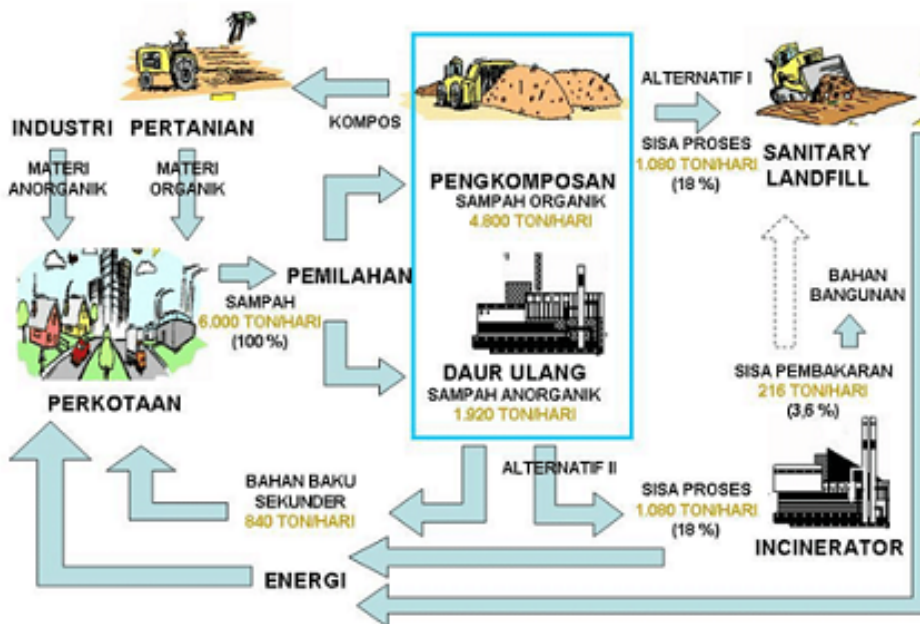 INDUSTRI
PERTANIAN
KOMPOS
ALTERNATIF I
MATERI
ANORGANIK
MATERI
ORGANIK
SISA PROSES
1.080 TON/HARI
(18 %)
SANITARY
LANDFILL
PENGKOMPOSAN
SAMPAH ORGANIK
4.800 TON/HARI
PEMILAHAN
SAMPAH
6.000 TON/HARI
(100 %)
BAHAN
BANGUNAN
DAUR ULANG
SAMPAH ANORGANIK
1.920 TON/HARI
SISA PEMBAKARAN
216 TON/HARI
(3,6 %)
PERKOTAAN
BAHAN BAKU
SEKUNDER
840 TON/HARI
ALTERNATIF II
SISA PROSES
1.080 TON/HARI
(18 %)
INCINERATOR
ENERGI